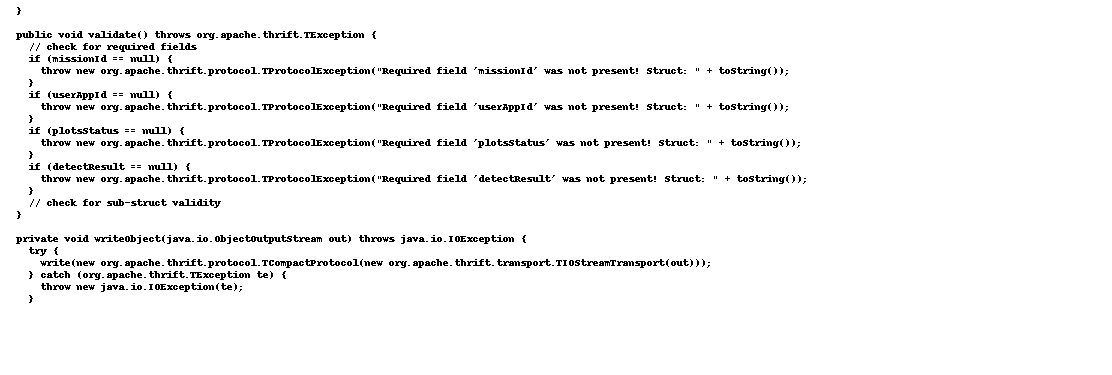 }
public void validate() throws org.apache.thrift.TException {
// check for required fields
if (missionId == null) {
throw new org.apache.thrift.protocol.TProtocolException("Required field 'missionId' was not present! Struct: " + toString());
}
if (userAppId == null) {
throw new org.apache.thrift.protocol.TProtocolException("Required field 'userAppId' was not present! Struct: " + toString());
}
if (plotsStatus == null) {
throw new org.apache.thrift.protocol.TProtocolException("Required field 'plotsStatus' was not present! Struct: " + toString());
}
if (detectResult == null) {
throw new org.apache.thrift.protocol.TProtocolException("Required field 'detectResult' was not present! Struct: " + toString());
}
// check for sub-struct validity
}
private void writeObject(java.io.ObjectOutputStream out) throws java.io.IOException {
try {
write(new org.apache.thrift.protocol.TCompactProtocol(new org.apache.thrift.transport.TIOStreamTransport(out)));
} catch (org.apache.thrift.TException te) {
throw new java.io.IOException(te);
}